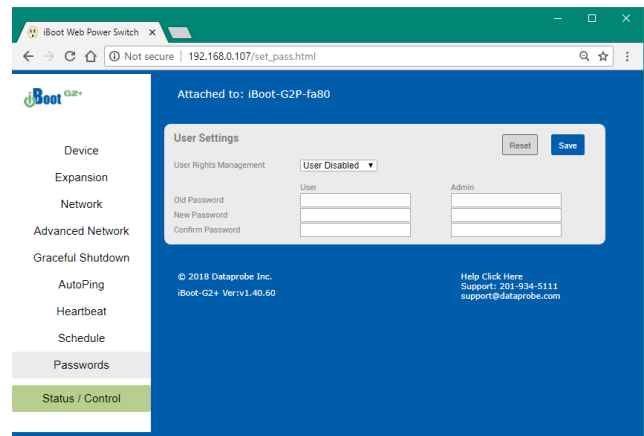 iBoot Web Power Switch
Not secure | 192.168.0.107/set_pass.html
iBoot G2+
Attached to: iBoot-G2P-fa80
Device
Expansion
Network
Advanced Network
Graceful Shutdown
AutoPing
Heartbeat
Schedule
Passwords
Status / Control
User Settings
Reset
Save
User Rights Management
User Disabled
User
Admin
Old Password
New Password
Confirm Password
© 2018 Dataprobe Inc.
iBoot-G2+ Ver:v1.40.60
Help Click Here
Support: 201-934-5111
support@dataprobe.com